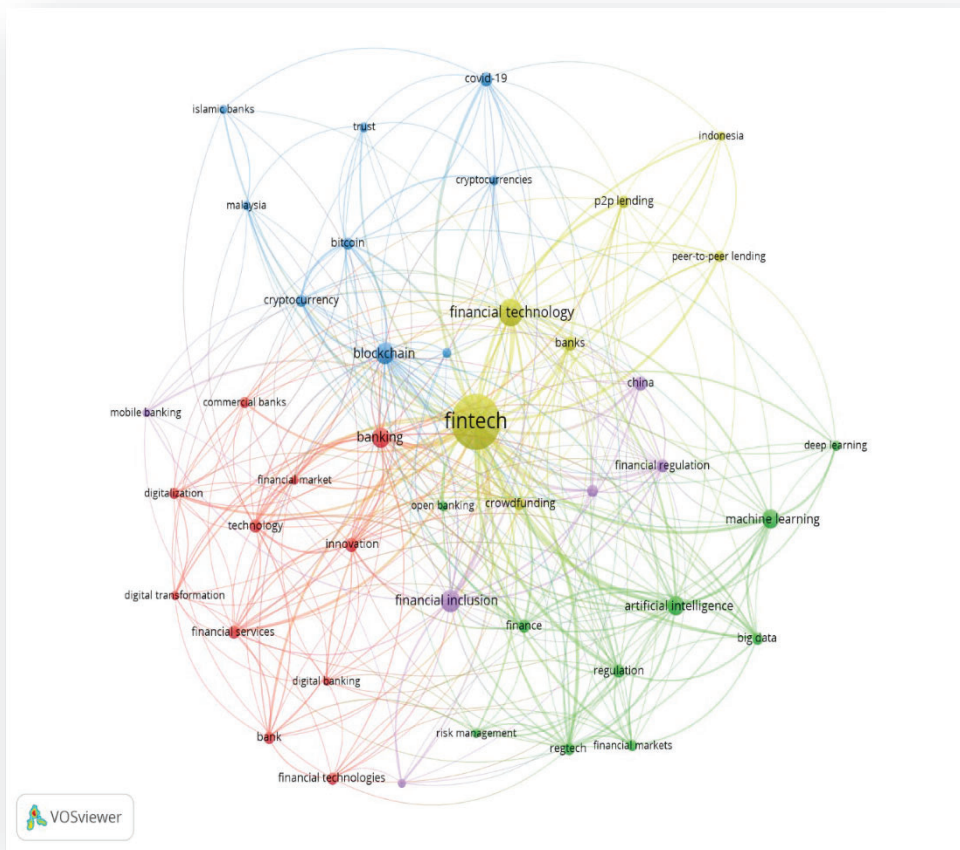 covid-19
islamic banks
trust
indonesia
cryptocurrencies
p2p lending
malaysia
bitcoin
peer-to-peer lending
cryptocurrency
financial technology
banks
blockchain
china
commercial banks
mobile banking
fintech
banking
deep learning
financial regulation
financial market
digitalization
open banking
crowdfunding
machine learning
technology
innovation
digital transformation
financial inclusion
artificial intelligence
finance
financial services
big data
regulation
digital banking
risk management
bank
regtech
financial markets
financial technologies
VOSviewer